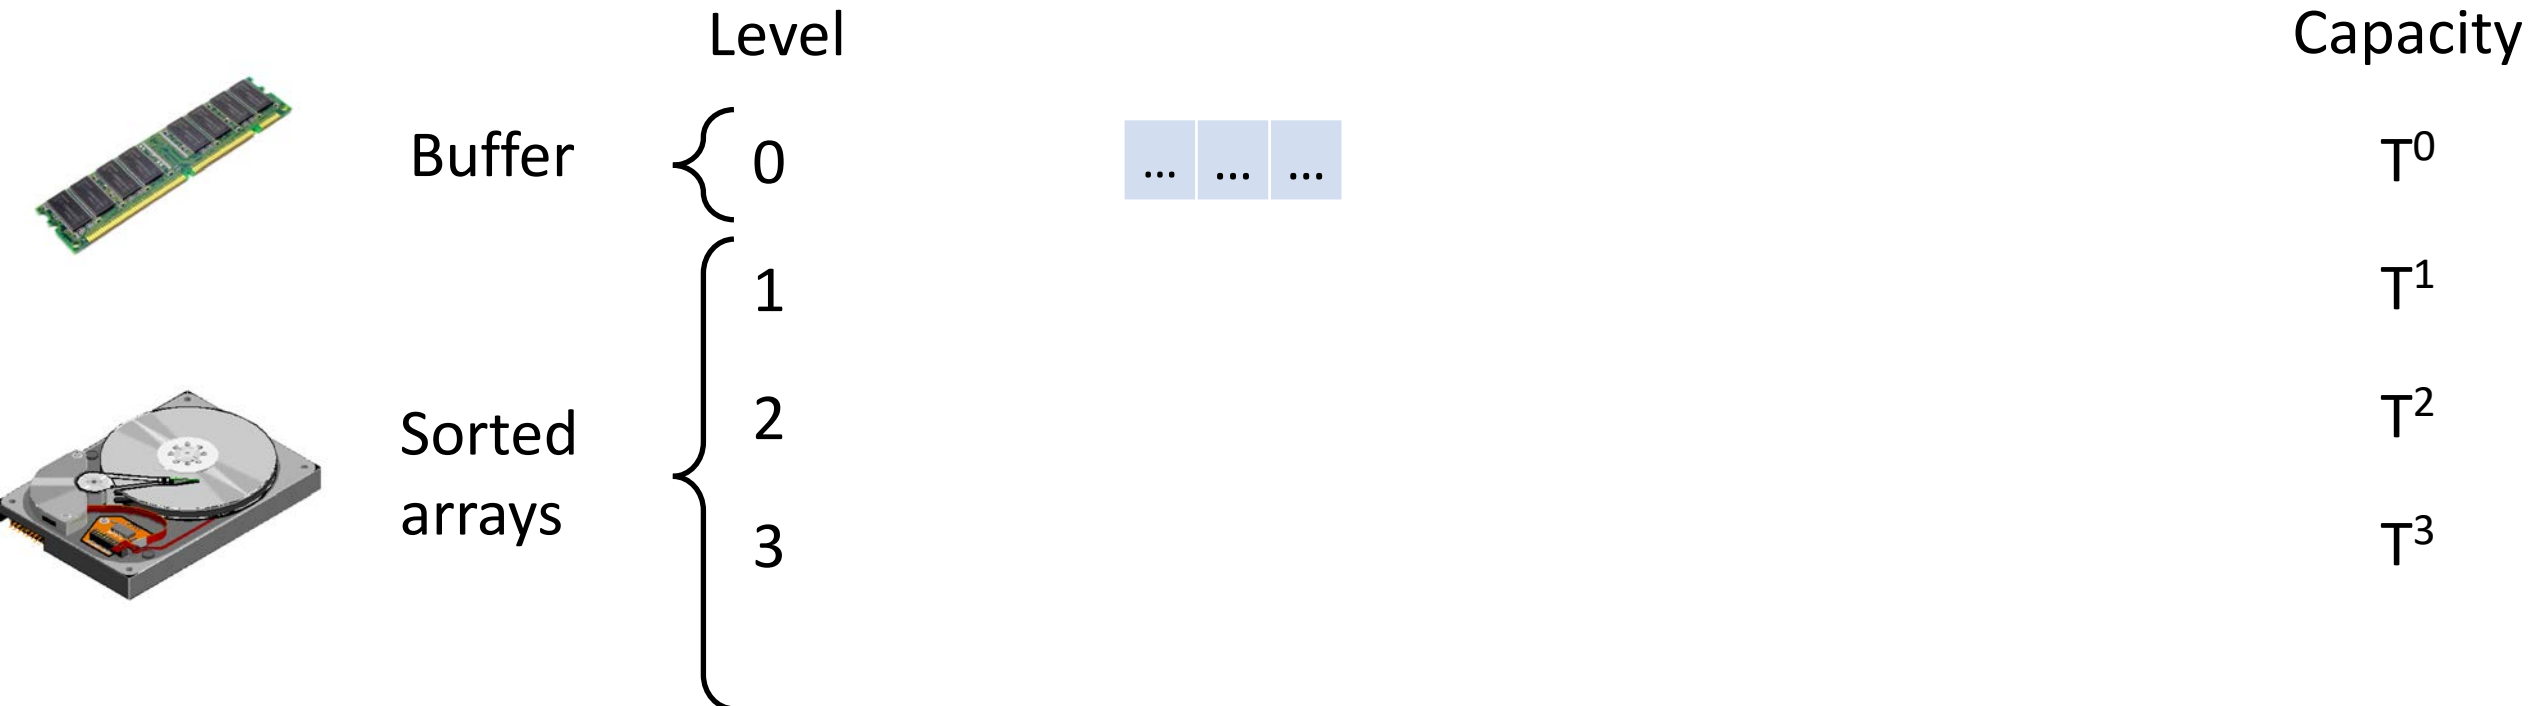 Level Capacity
Buffer 0 ... ... ... T⁰
1 T¹
Sorted 2 T²
arrays 3 T³